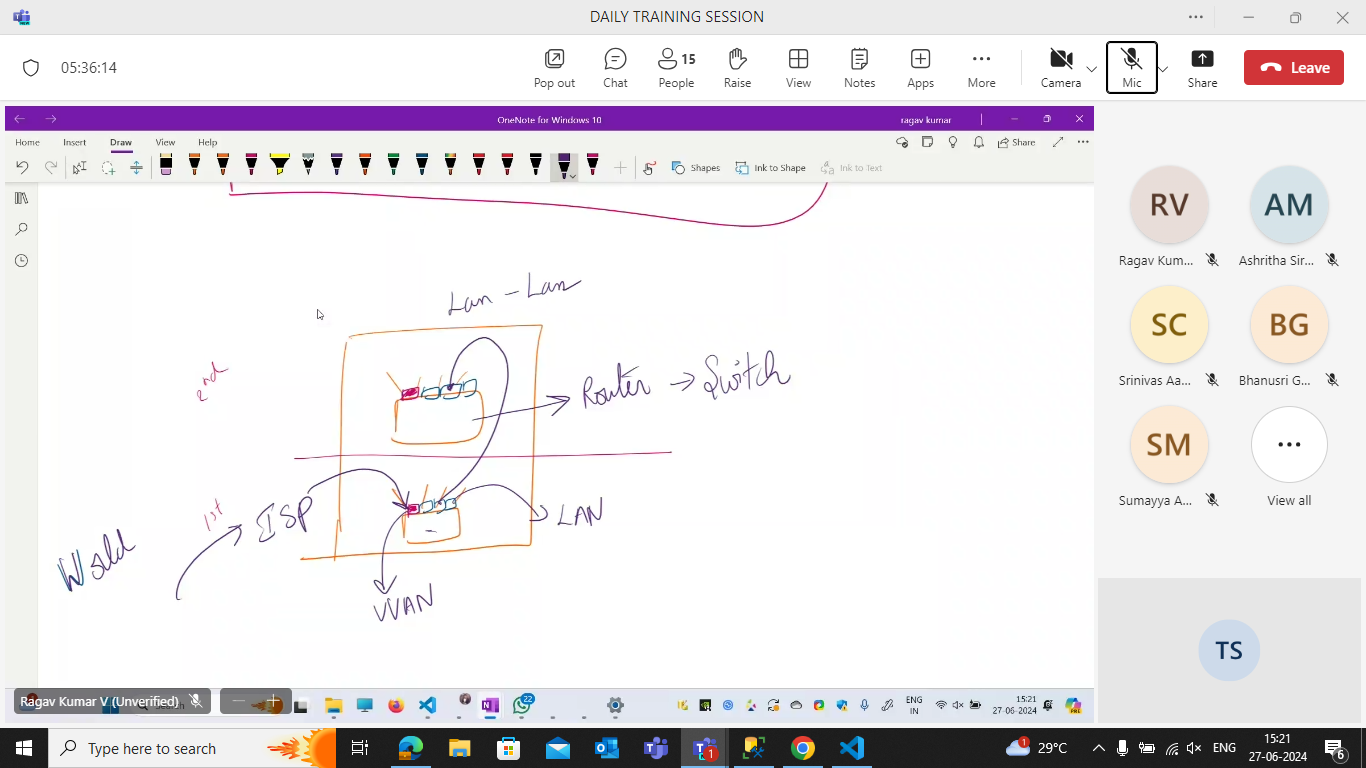 DAILY TRAINING SESSION
05:36:14
Pop out
Chat
15
People
Raise
View
Notes
Apps
More
Camera
Mic
Share
Leave
OneNote for Windows 10
ragav kumar
Home
Insert
Draw
View
Help
Share
Shapes
Ink to Shape
Ink to Text
Lan - Lan
2nd
Router → Switch
1st
ISP
LAN
World
WAN
RV
Ragav Kum...
AM
Ashritha Sir...
SC
Srinivas Aa...
BG
Bhanusri G...
SM
Sumayya A...
View all
TS
Ragav Kumar V (Unverified)
22
ENG
IN
15:21
27-06-2024
Type here to search
1
1
29°C
ENG
15:21
27-06-2024
6